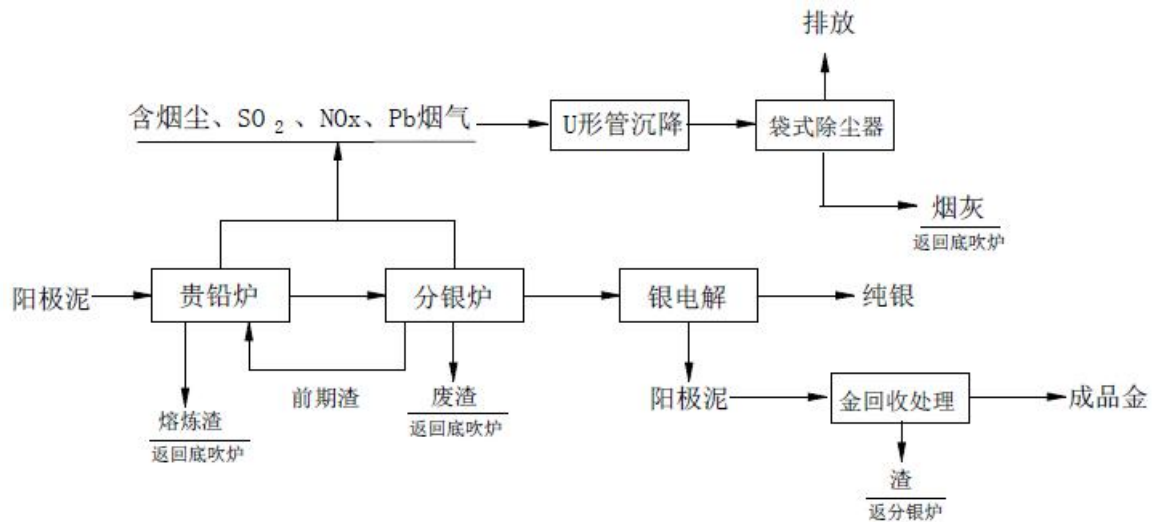 排放
含烟尘、SO₂、NOx、Pb烟气
U形管沉降
袋式除尘器
烟灰
返回底吹炉
阳极泥
贵铅炉
分银炉
银电解
纯银
前期渣
熔炼渣
返回底吹炉
废渣
返回底吹炉
阳极泥
金回收处理
成品金
渣
返分银炉